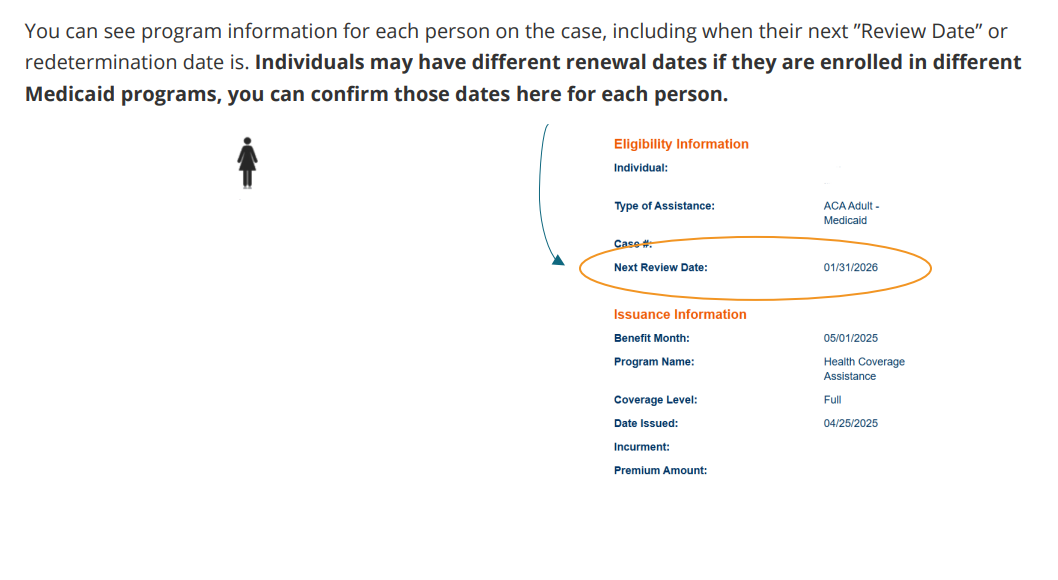 You can see program information for each person on the case, including when their next ”Review Date” or
redetermination date is. Individuals may have different renewal dates if they are enrolled in different
Medicaid programs, you can confirm those dates here for each person.
Eligibility Information
Individual:
Type of Assistance: ACA Adult -
Medicaid
Case #:
Next Review Date: 01/31/2026
Issuance Information
Benefit Month: 05/01/2025
Program Name: Health Coverage
Assistance
Coverage Level: Full
Date Issued: 04/25/2025
Incurment:
Premium Amount: